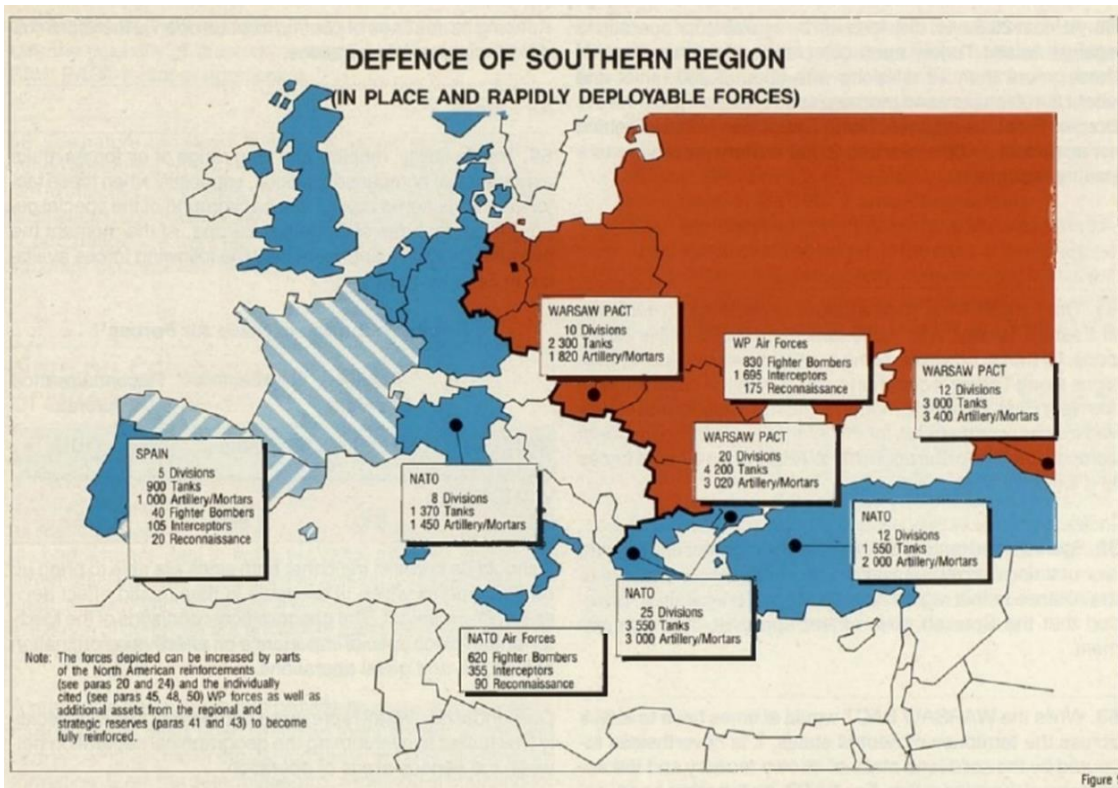 DEFENCE OF SOUTHERN REGION
(IN PLACE AND RAPIDLY DEPLOYABLE FORCES)
WARSAW PACT
10 Divisions
2 300 Tanks
1 820 Artillery/Mortars
WP Air Forces
830 Fighter Bombers
1 695 Interceptors
175 Reconnaissance
WARSAW PACT
12 Divisions
3 000 Tanks
3 400 Artillery/Mortars
WARSAW PACT
20 Divisions
4 200 Tanks
3 020 Artillery/Mortars
SPAIN
5 Divisions
900 Tanks
1 000 Artillery/Mortars
40 Fighter Bombers
105 Interceptors
20 Reconnaissance
NATO
8 Divisions
1 370 Tanks
1 450 Artillery/Mortars
NATO
12 Divisions
1 550 Tanks
2 000 Artillery/Mortars
NATO
25 Divisions
3 550 Tanks
3 000 Artillery/Mortars
NATO Air Forces
620 Fighter Bombers
355 Interceptors
90 Reconnaissance
Note: The forces depicted can be increased by some
of the North American reinforcements
(see paras 20 and 24) and the individually
cited (see paras 45, 48, 50) WP forces as well as
additional assets from the regional and
strategic reserves (paras 41 and 43) to become
fully reinforced.
Figure